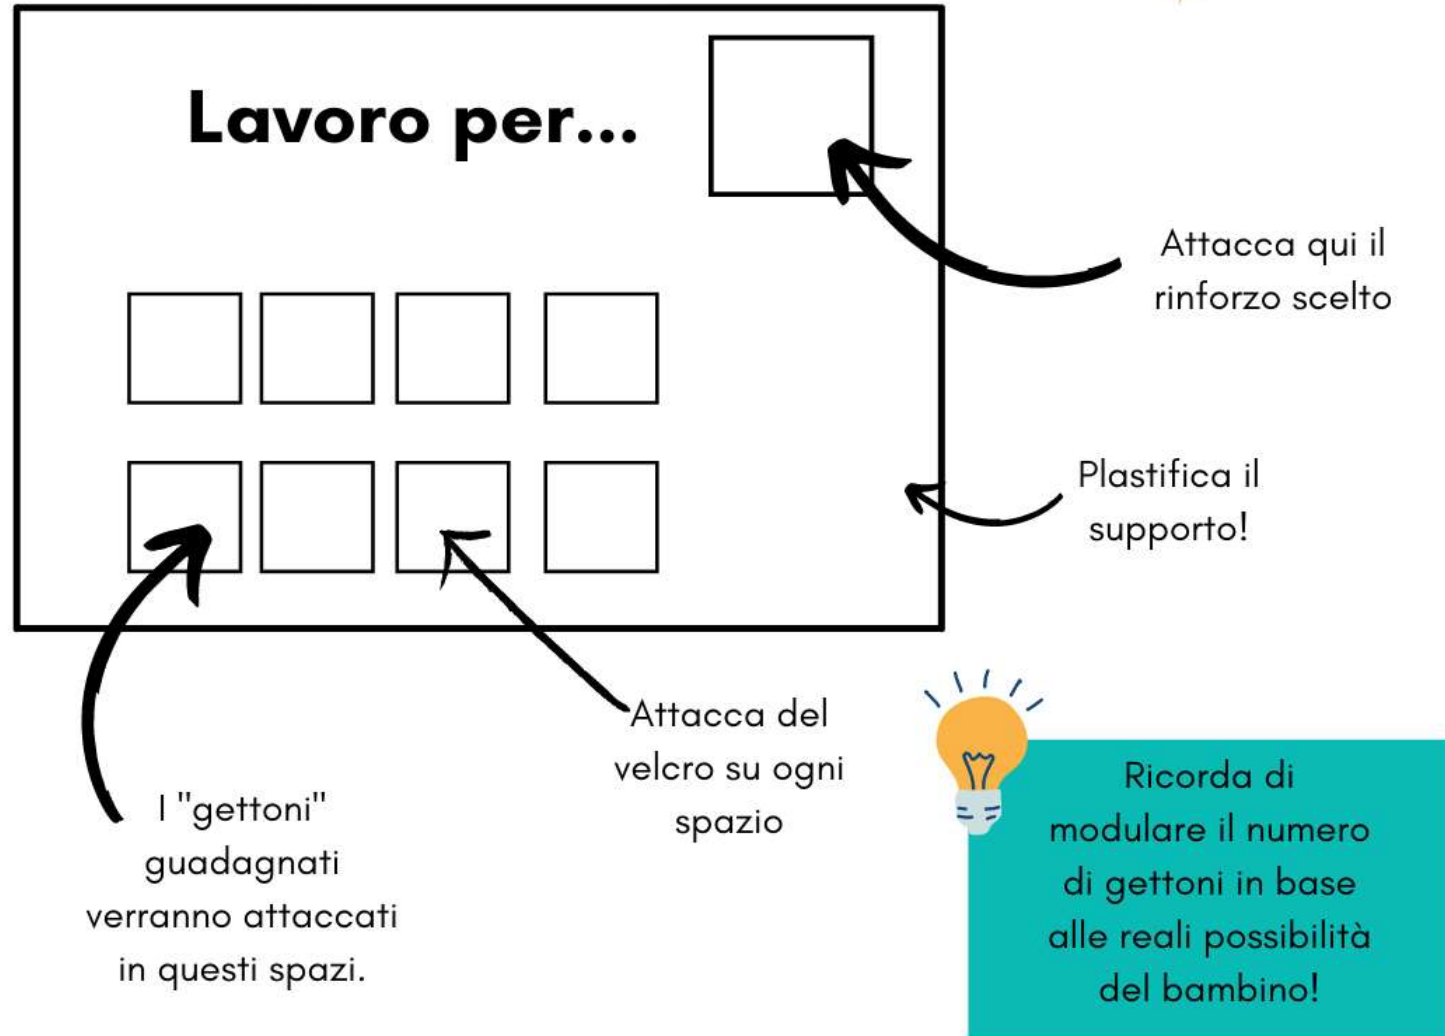 Lavoro per...
Attacca qui il
rinforzo scelto
Plastifica il
supporto!
Attacca del
velcro su ogni
spazio
I "gettoni"
guadagnati
verranno attaccati
in questi spazi.
Ricorda di
modulare il numero
di gettoni in base
alle reali possibilità
del bambino!